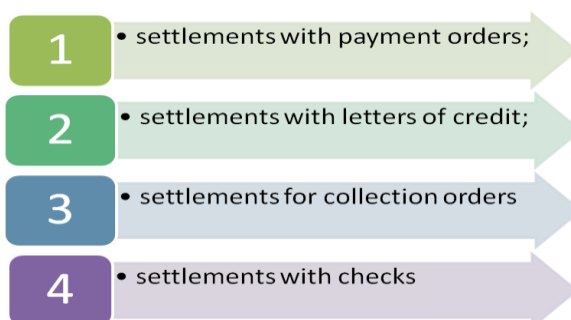 1 • settlements with payment orders;
2 • settlements with letters of credit;
3 • settlements for collection orders
4 • settlements with checks